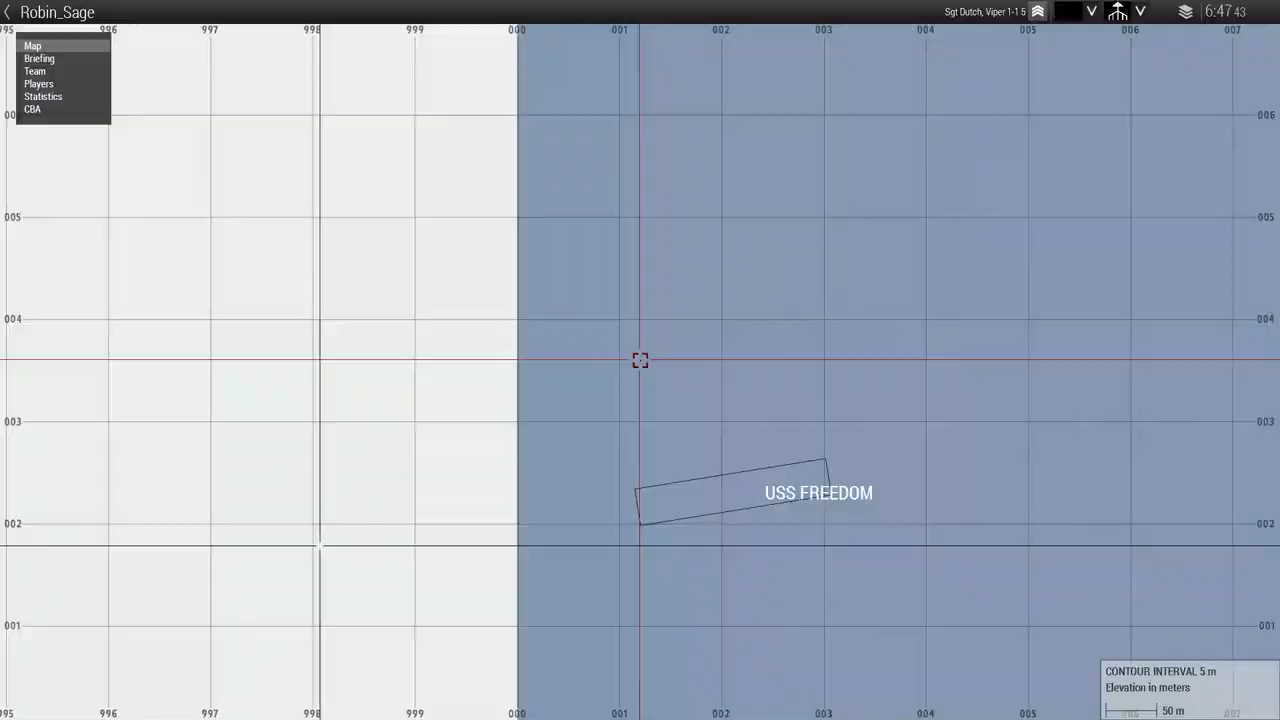 Robin_Sage
Sgt Dutch, Viper 1-1 5
6:47 43
995 996 997 998 999 000 001 002 003 004 005 006 007
Map
Briefing
Team
Players
Statistics
CBA
006
005 005
004 004
003 003
USS FREEDOM
002 002
001 001
CONTOUR INTERVAL 5 m
Elevation in meters
50 m
995 996 997 998 999 000 001 002 003 004 005 006 007